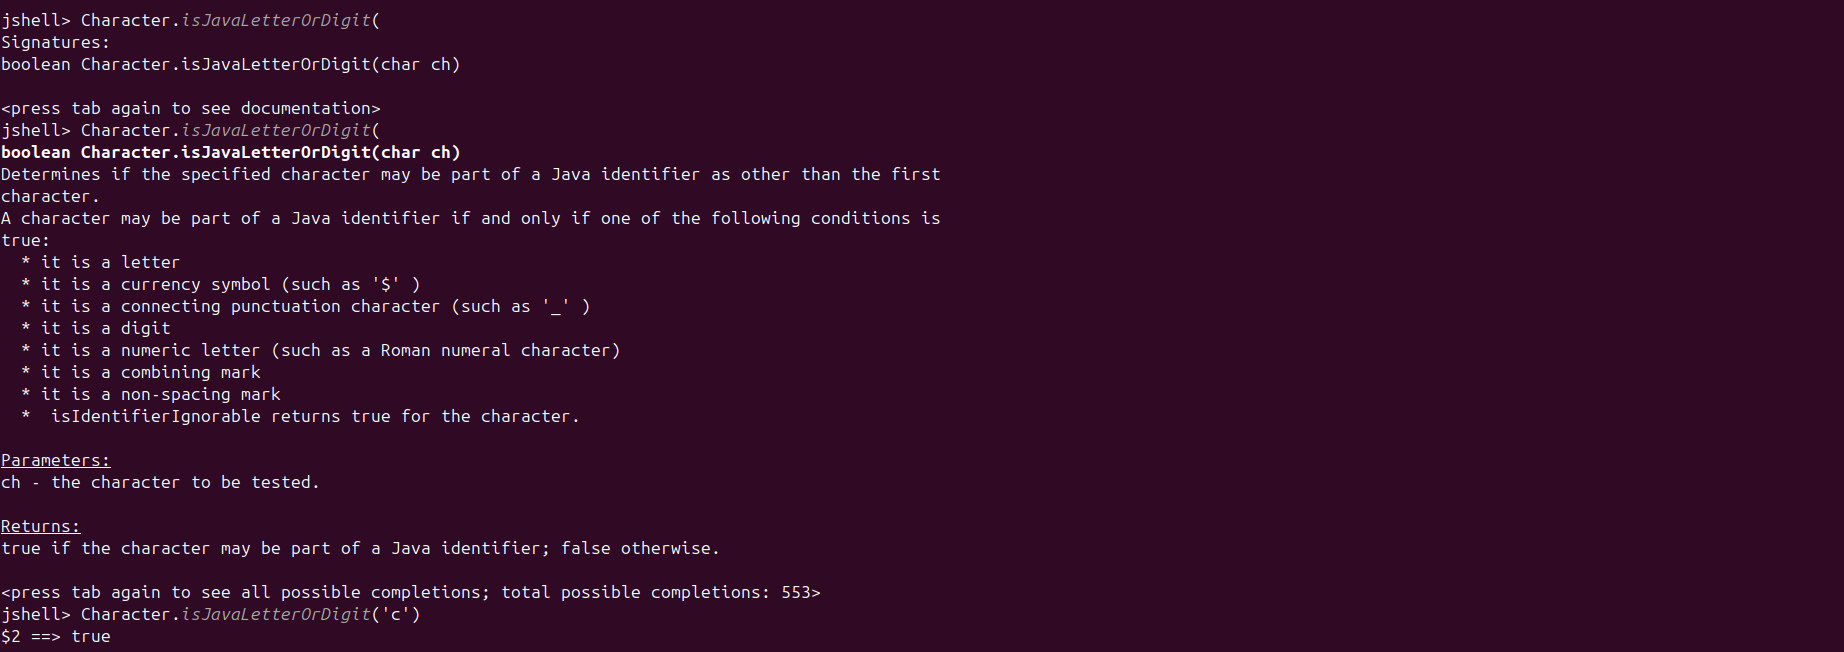 jshell> Character.isJavaLetterOrDigit(
Signatures:
boolean Character.isJavaLetterOrDigit(char ch)
<press tab again to see documentation>
jshell> Character.isJavaLetterOrDigit(
boolean Character.isJavaLetterOrDigit(char ch)
Determines if the specified character may be part of a Java identifier as other than the first
character.
A character may be part of a Java identifier if and only if one of the following conditions is
true:
  * it is a letter
  * it is a currency symbol (such as '$' )
  * it is a connecting punctuation character (such as '_' )
  * it is a digit
  * it is a numeric letter (such as a Roman numeral character)
  * it is a combining mark
  * it is a non-spacing mark
  *  isIdentifierIgnorable returns true for the character.
Parameters:
ch - the character to be tested.
Returns:
true if the character may be part of a Java identifier; false otherwise.
<press tab again to see all possible completions; total possible completions: 553>
jshell> Character.isJavaLetterOrDigit('c')
$2 ==> true